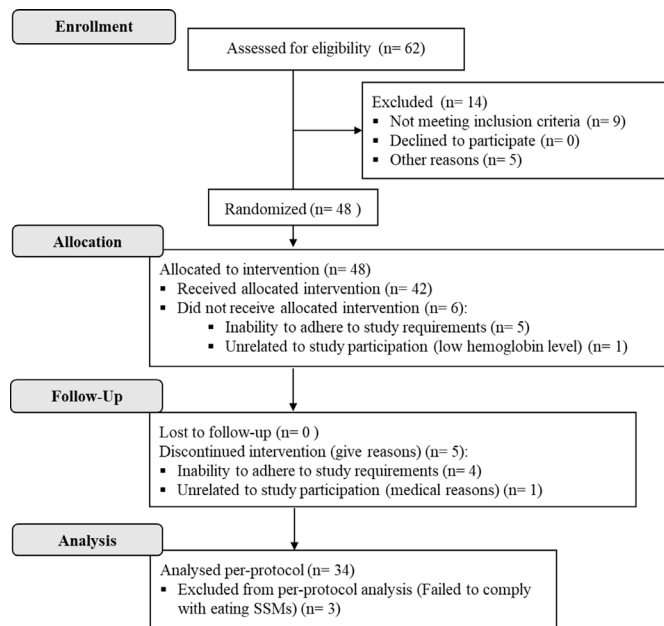 Enrollment
Assessed for eligibility (n= 62)
Excluded (n= 14)
▪ Not meeting inclusion criteria (n= 9)
▪ Declined to participate (n= 0)
▪ Other reasons (n= 5)
Randomized (n= 48 )
Allocation
Allocated to intervention (n= 48)
▪ Received allocated intervention (n= 42)
▪ Did not receive allocated intervention (n= 6):
▪ Inability to adhere to study requirements (n= 5)
▪ Unrelated to study participation (low hemoglobin level) (n= 1)
Follow-Up
Lost to follow-up (n= 0 )
Discontinued intervention (give reasons) (n= 5):
▪ Inability to adhere to study requirements (n= 4)
▪ Unrelated to study participation (medical reasons) (n= 1)
Analysis
Analysed per-protocol (n= 34)
▪ Excluded from per-protocol analysis (Failed to comply
with eating SSMs) (n= 3)